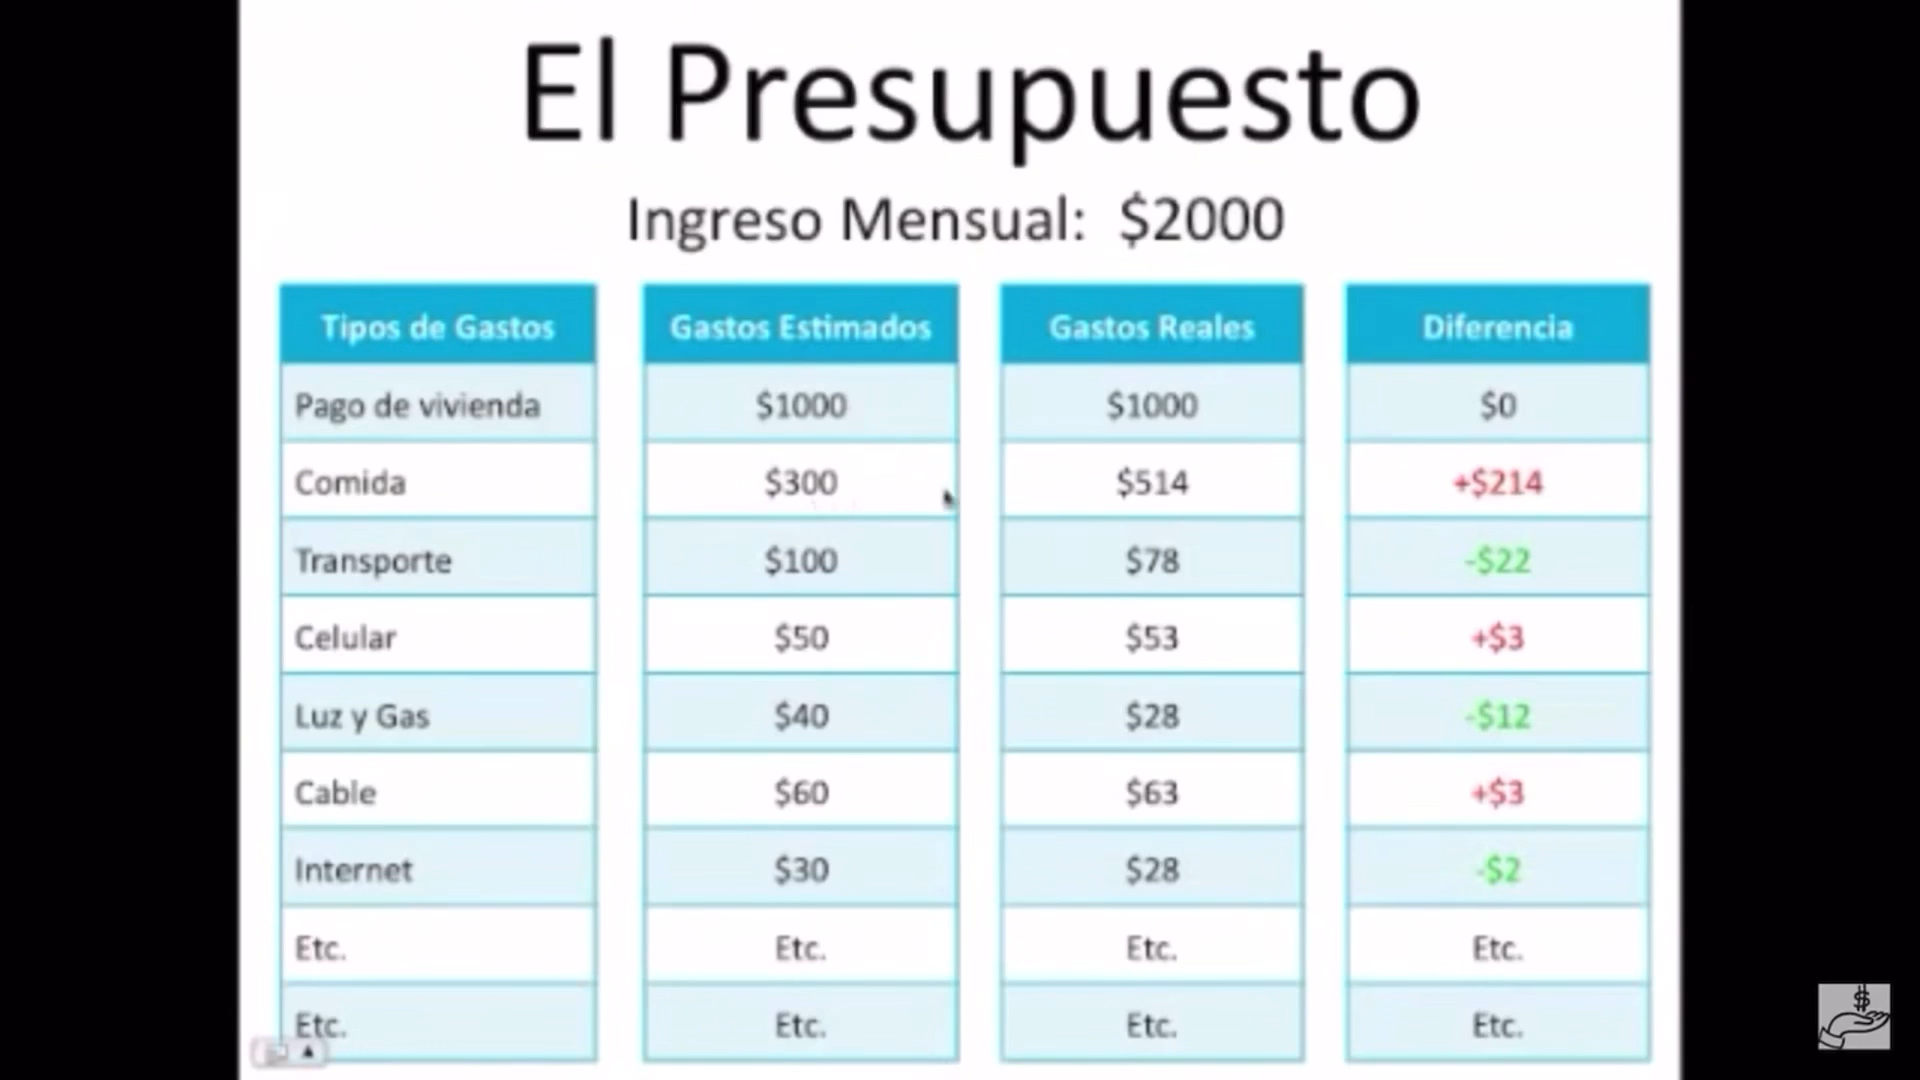 El Presupuesto
Ingreso Mensual: $2000
Tipos de Gastos Gastos Estimados Gastos Reales Diferencia
Pago de vivienda $1000 $1000 $0
Comida $300 $514 +$214
Transporte $100 $78 -$22
Celular $50 $53 +$3
Luz y Gas $40 $28 -$12
Cable $60 $63 +$3
Internet $30 $28 -$2
Etc. Etc. Etc. Etc.
Etc. Etc. Etc. Etc.
$